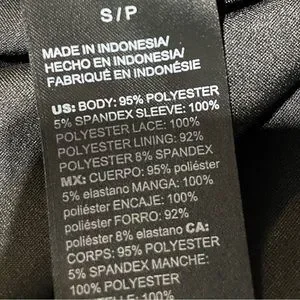 S/P
MADE IN INDONESIA/
HECHO EN INDONESIA/
FABRIQUÉ EN INDONÉSIE
US: BODY: 95% POLYESTER
5% SPANDEX SLEEVE: 100%
POLYESTER LACE: 100%
POLYESTER LINING: 92%
POLYESTER 8% SPANDEX
MX: CUERPO: 95% poliéster
5% elastano MANGA: 100%
poliéster ENCAJE: 100%
poliéster FORRO: 92%
poliéster 8% elastano CA:
CORPS: 95% POLYESTER
5% SPANDEX MANCHE:
100% POLYESTER